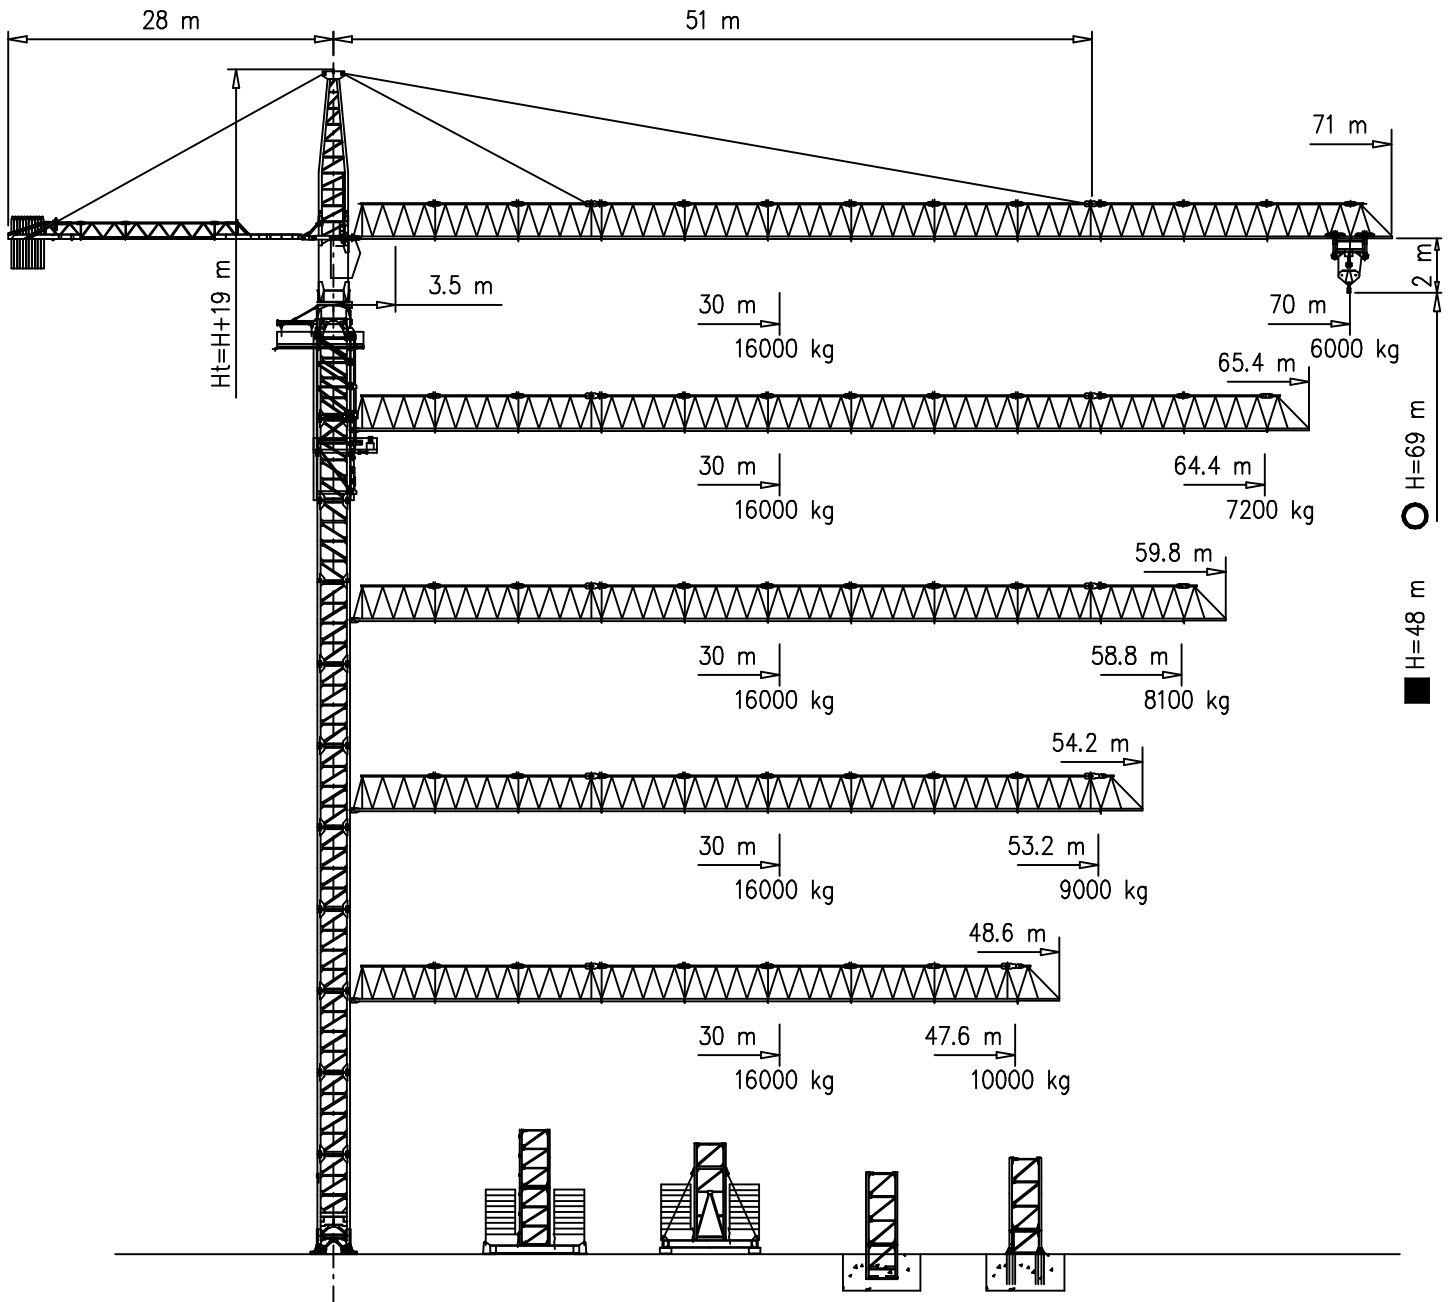 28 m
51 m
71 m
Ht=H+19 m
3.5 m
2 m
30 m
70 m
16000 kg
6000 kg
65.4 m
H=69 m
30 m
64.4 m
16000 kg
7200 kg
59.8 m
H=48 m
30 m
58.8 m
16000 kg
8100 kg
54.2 m
30 m
53.2 m
16000 kg
9000 kg
48.6 m
30 m
47.6 m
16000 kg
10000 kg